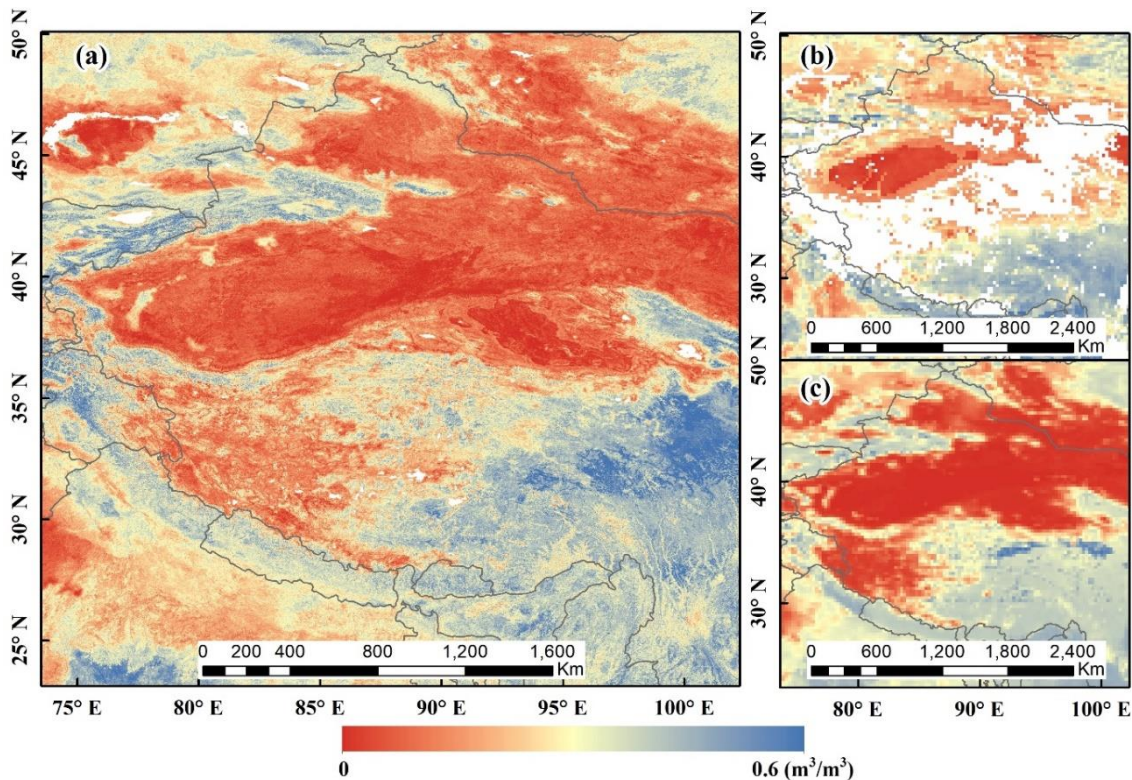 (a)
50° N
45° N
40° N
35° N
30° N
25° N
0 200 400 800 1,200 1,600
Km
75° E 80° E 85° E 90° E 95° E 100° E
(b)
50° N
40° N
30° N
0 600 1,200 1,800 2,400
Km
(c)
50° N
40° N
30° N
0 600 1,200 1,800 2,400
Km
80° E 90° E 100° E
0 0.6 (m³/m³)